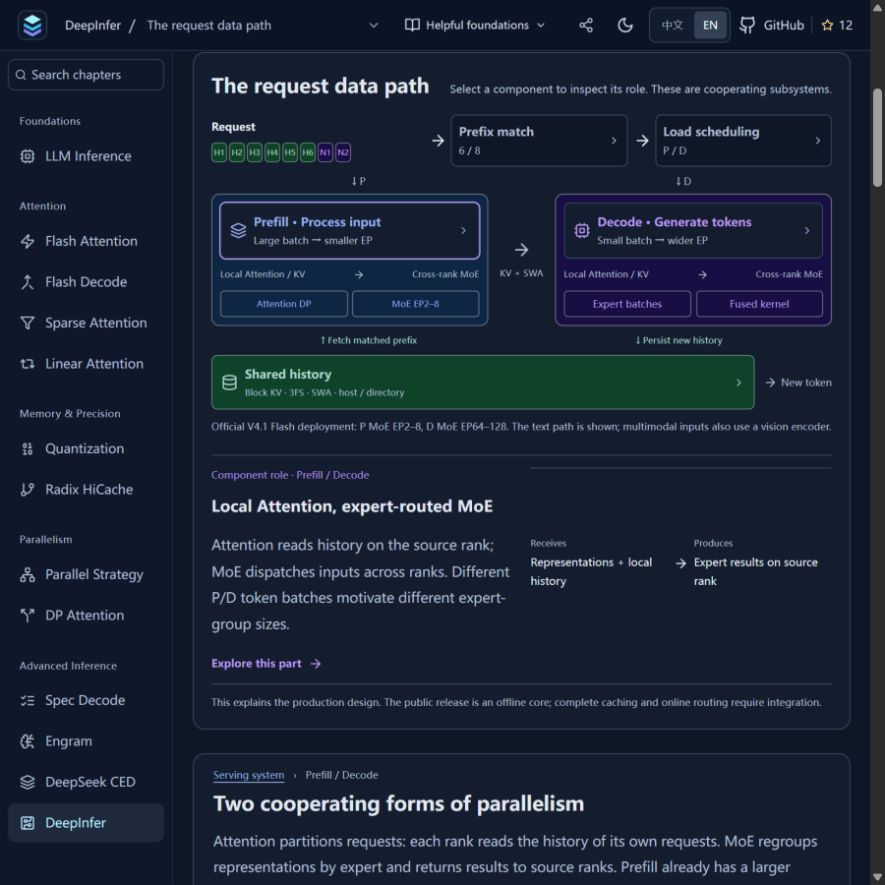 DeepInfer / The request data path
Helpful foundations
中文
EN
GitHub
12
Search chapters
Foundations
LLM Inference
Attention
Flash Attention
Flash Decode
Sparse Attention
Linear Attention
Memory & Precision
Quantization
Radix HiCache
Parallelism
Parallel Strategy
DP Attention
Advanced Inference
Spec Decode
Engram
DeepSeek CED
DeepInfer
The request data path
Select a component to inspect its role. These are cooperating subsystems.
Request
H1 H2 H3 H4 H5 H6 N1 N2
→
Prefix match
6 / 8
→
Load scheduling
P / D
↓ P
↓ D
Prefill • Process input
Large batch → smaller EP
Local Attention / KV → Cross-rank MoE
Attention DP
MoE EP2–8
→
KV + SWA
Decode • Generate tokens
Small batch → wider EP
Local Attention / KV → Cross-rank MoE
Expert batches
Fused kernel
↑ Fetch matched prefix
↓ Persist new history
Shared history
Block KV · 3FS · SWA · host / directory
→ New token
Official V4.1 Flash deployment: P MoE EP2–8, D MoE EP64–128. The text path is shown; multimodal inputs also use a vision encoder.
Component role · Prefill / Decode
Local Attention, expert-routed MoE
Attention reads history on the source rank;
MoE dispatches inputs across ranks. Different
P/D token batches motivate different expert-
group sizes.
Receives
Representations + local
history
→
Produces
Expert results on source
rank
Explore this part →
This explains the production design. The public release is an offline core; complete caching and online routing require integration.
Serving system › Prefill / Decode
Two cooperating forms of parallelism
Attention partitions requests: each rank reads the history of its own requests. MoE regroups
representations by expert and returns results to source ranks. Prefill already has a larger